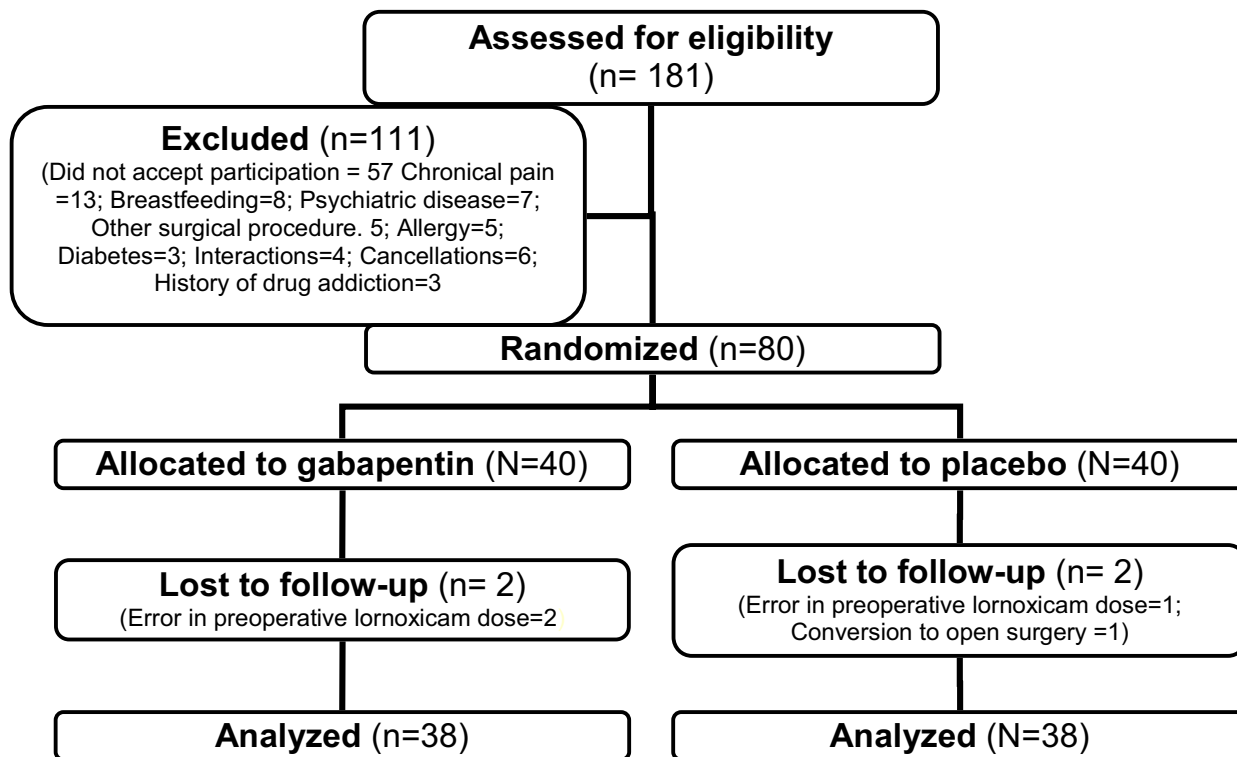 Assessed for eligibility
(n= 181)
Excluded (n=111)
(Did not accept participation = 57 Chronical pain
=13; Breastfeeding=8; Psychiatric disease=7;
Other surgical procedure. 5; Allergy=5;
Diabetes=3; Interactions=4; Cancellations=6;
History of drug addiction=3
Randomized (n=80)
Allocated to gabapentin (N=40)
Allocated to placebo (N=40)
Lost to follow-up (n= 2)
(Error in preoperative lornoxicam dose=2)
Lost to follow-up (n= 2)
(Error in preoperative lornoxicam dose=1;
Conversion to open surgery =1)
Analyzed (n=38)
Analyzed (N=38)